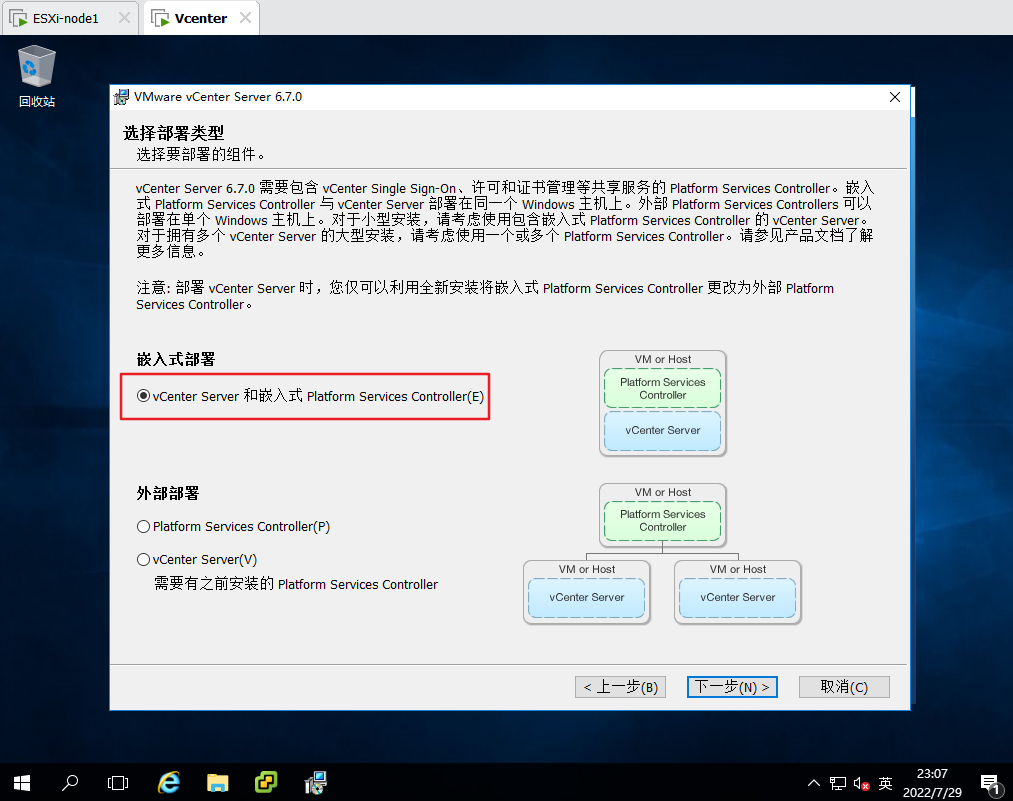 ESXi-node1
Vcenter
回收站
VMware vCenter Server 6.7.0
选择部署类型
选择要部署的组件。
vCenter Server 6.7.0 需要包含 vCenter Single Sign-On、许可和证书管理等共享服务的 Platform Services Controller。嵌入
式 Platform Services Controller 与 vCenter Server 部署在同一个 Windows 主机上。外部 Platform Services Controllers 可以
部署在单个 Windows 主机上。对于小型安装，请考虑使用包含嵌入式 Platform Services Controller 的 vCenter Server。
对于拥有多个 vCenter Server 的大型安装，请考虑使用一个或多个 Platform Services Controller。请参见产品文档了解
更多信息。
注意: 部署 vCenter Server 时，您仅可以利用全新安装将嵌入式 Platform Services Controller 更改为外部 Platform
Services Controller。
嵌入式部署
vCenter Server 和嵌入式 Platform Services Controller(E)
VM or Host
Platform Services
Controller
vCenter Server
外部部署
Platform Services Controller(P)
vCenter Server(V)
需要有之前安装的 Platform Services Controller
VM or Host
Platform Services
Controller
VM or Host
vCenter Server
VM or Host
vCenter Server
< 上一步(B)
下一步(N) >
取消(C)
英
23:07
2022/7/29
1